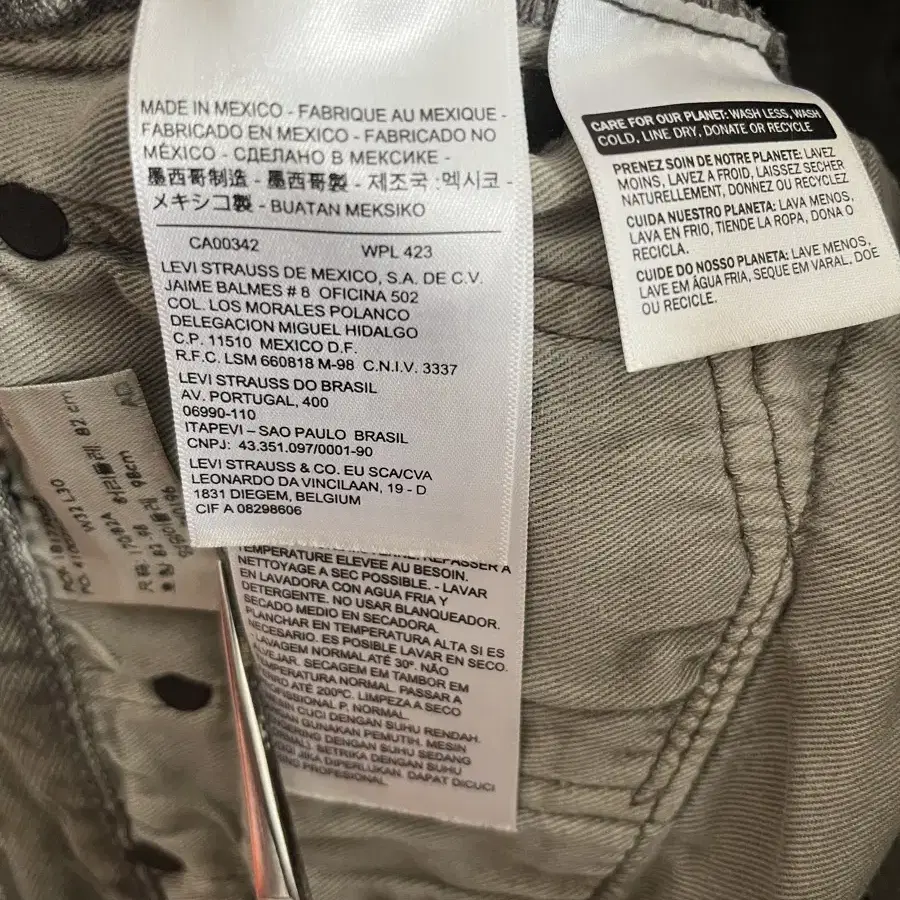 MADE IN MEXICO - FABRIQUE AU MEXIQUE -
FABRICADO EN MEXICO - FABRICADO NO
MÉXICO - СДЕЛАНО В МЕКСИКЕ -
墨西哥制造 - 墨西哥製 - 제조국 :멕시코 -
メキシコ製 - BUATAN MEKSIKO
CA00342 WPL 423
LEVI STRAUSS DE MEXICO, S.A. DE C.V.
JAIME BALMES # 8 OFICINA 502
COL. LOS MORALES POLANCO
DELEGACION MIGUEL HIDALGO
C.P. 11510 MEXICO D.F.
R.F.C. LSM 660818 M-98 C.N.I.V. 3337
LEVI STRAUSS DO BRASIL
AV. PORTUGAL, 400
06990-110
ITAPEVI – SAO PAULO BRASIL
CNPJ: 43.351.097/0001-90
LEVI STRAUSS & CO. EU SCA/CVA
LEONARDO DA VINCILAAN, 19 - D
1831 DIEGEM, BELGIUM
CIF A 08298606
CARE FOR OUR PLANET: WASH LESS, WASH
COLD, LINE DRY, DONATE OR RECYCLE.
PRENEZ SOIN DE NOTRE PLANETE: LAVEZ
MOINS, LAVEZ A FROID, LAISSEZ SECHER
NATURELLEMENT, DONNEZ OU RECYCLEZ
CUIDA NUESTRO PLANETA: LAVA MENOS,
LAVA EN FRIO, TIENDE LA ROPA, DONA O
RECICLA.
CUIDE DO NOSSO PLANETA: LAVE MENOS,
LAVE EM ÁGUA FRIA, SEQUE EM VARAL, DOE
OU RECICLE.
REPASSER A
TEMPERATURE ELEVEE AU BESOIN.
NETTOYAGE A SEC POSSIBLE. - LAVAR
EN LAVADORA CON AGUA FRIA Y
DETERGENTE. NO USAR BLANQUEADOR.
SECADO MEDIO EN SECADORA.
PLANCHAR EN TEMPERATURA ALTA SI ES
NECESARIO. ES POSIBLE LAVAR EN SECO.
- LAVAGEM NORMAL ATÉ 30º. NÃO
ALVEJAR. SECAGEM EM TAMBOR EM
TEMPERATURA NORMAL. PASSAR A
FERRO ATÉ 200ºC. LIMPEZA A SECO
PROFISSIONAL P. NORMAL.
CUCI DENGAN SUHU RENDAH.
GUNAKAN PEMUTIH. MESIN
DENGAN SUHU SEDANG
SETRIKA DENGAN SUHU
JIKA DIPERLUKAN. DAPAT DICUCI
PROFESIONAL.
W32 L30
82 cm
98cm